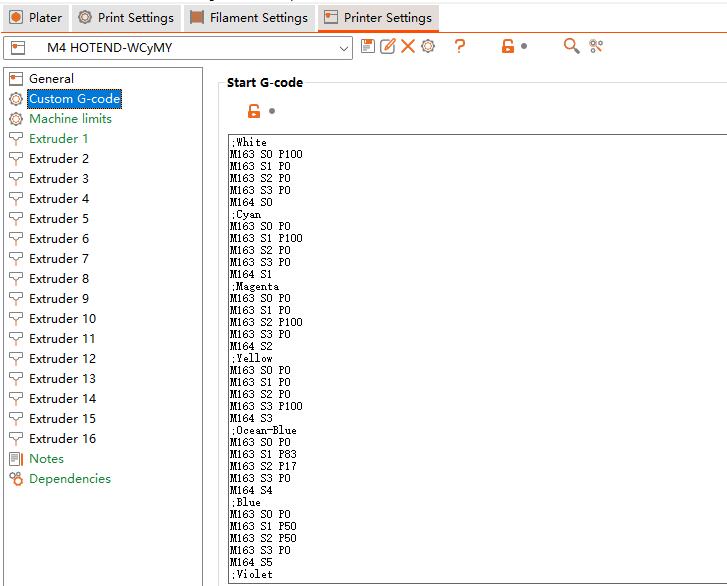 Plater
Print Settings
Filament Settings
Printer Settings
M4 HOTEND-WCyMY
?
General
Custom G-code
Machine limits
Extruder 1
Extruder 2
Extruder 3
Extruder 4
Extruder 5
Extruder 6
Extruder 7
Extruder 8
Extruder 9
Extruder 10
Extruder 11
Extruder 12
Extruder 13
Extruder 14
Extruder 15
Extruder 16
Notes
Dependencies
Start G-code
;White
M163 S0 P100
M163 S1 P0
M163 S2 P0
M163 S3 P0
M164 S0
;Cyan
M163 S0 P0
M163 S1 P100
M163 S2 P0
M163 S3 P0
M164 S1
;Magenta
M163 S0 P0
M163 S1 P0
M163 S2 P100
M163 S3 P0
M164 S2
;Yellow
M163 S0 P0
M163 S1 P0
M163 S2 P0
M163 S3 P100
M164 S3
;Ocean-Blue
M163 S0 P0
M163 S1 P83
M163 S2 P17
M163 S3 P0
M164 S4
;Blue
M163 S0 P0
M163 S1 P50
M163 S2 P50
M163 S3 P0
M164 S5
;Violet